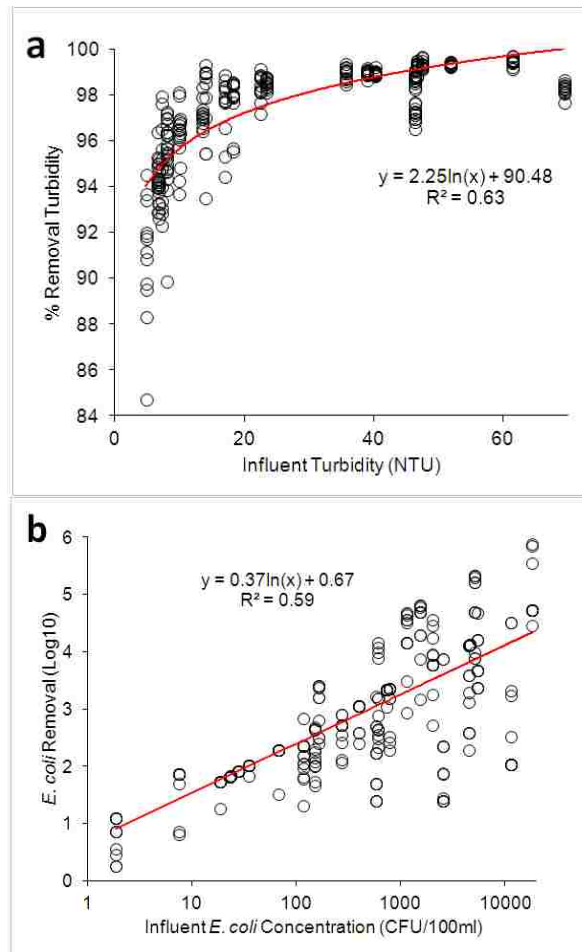 a
100
98
96
94
92
90
88
86
84
% Removal Turbidity
y = 2.25ln(x) + 90.48
R² = 0.63
0 20 40 60
Influent Turbidity (NTU)
b
6
5
4
3
2
1
0
E. coli Removal (Log10)
y = 0.37ln(x) + 0.67
R² = 0.59
1 10 100 1000 10000
Influent E. coli Concentration (CFU/100ml)